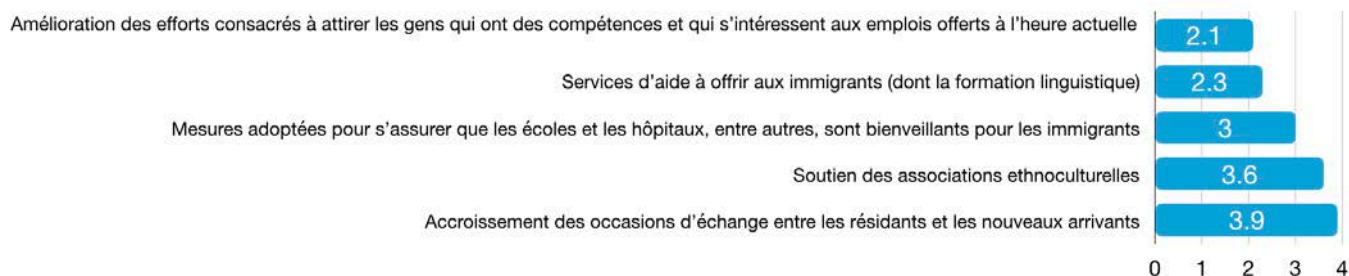 Amélioration des efforts consacrés à attirer les gens qui ont des compétences et qui s'intéressent aux emplois offerts à l'heure actuelle
2.1
Services d'aide à offrir aux immigrants (dont la formation linguistique)
2.3
Mesures adoptées pour s'assurer que les écoles et les hôpitaux, entre autres, sont bienveillants pour les immigrants
3
Soutien des associations ethnoculturelles
3.6
Accroissement des occasions d'échange entre les résidants et les nouveaux arrivants
3.9
0 1 2 3 4